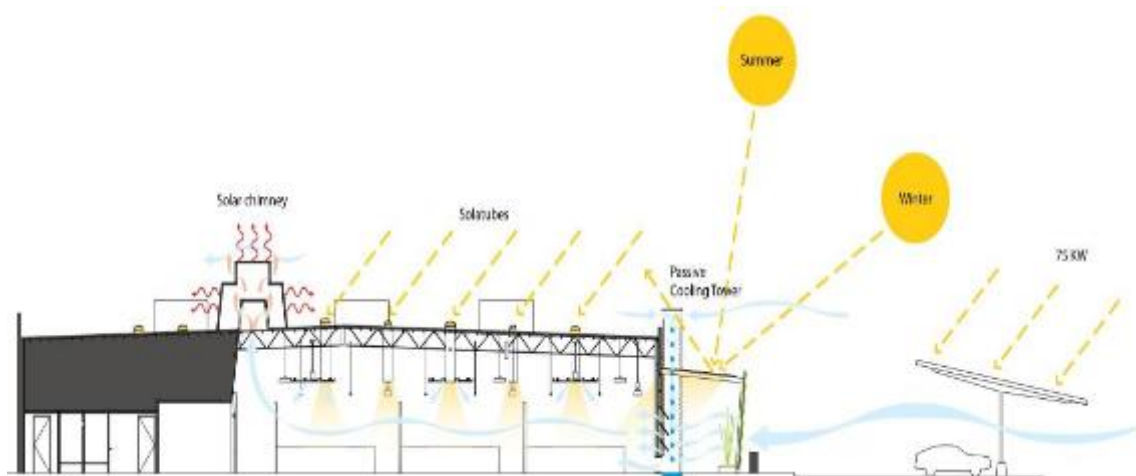 Summer
Winter
Solar chimney
Solatubes
75 KW
Passive
Cooling Tower